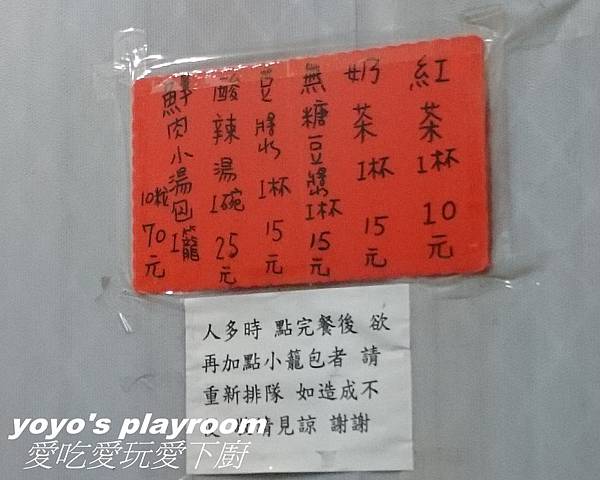 紅茶1杯10元
奶茶1杯15元
無糖豆漿1杯15元
豆漿1杯15元
酸辣湯1碗25元
鮮肉小湯包1籠
10粒70元
人多時 點完餐後 欲
再加點小籠包者 請
重新排隊 如造成不
請見諒 謝謝
yoyo's playroom
愛吃愛玩愛下廚